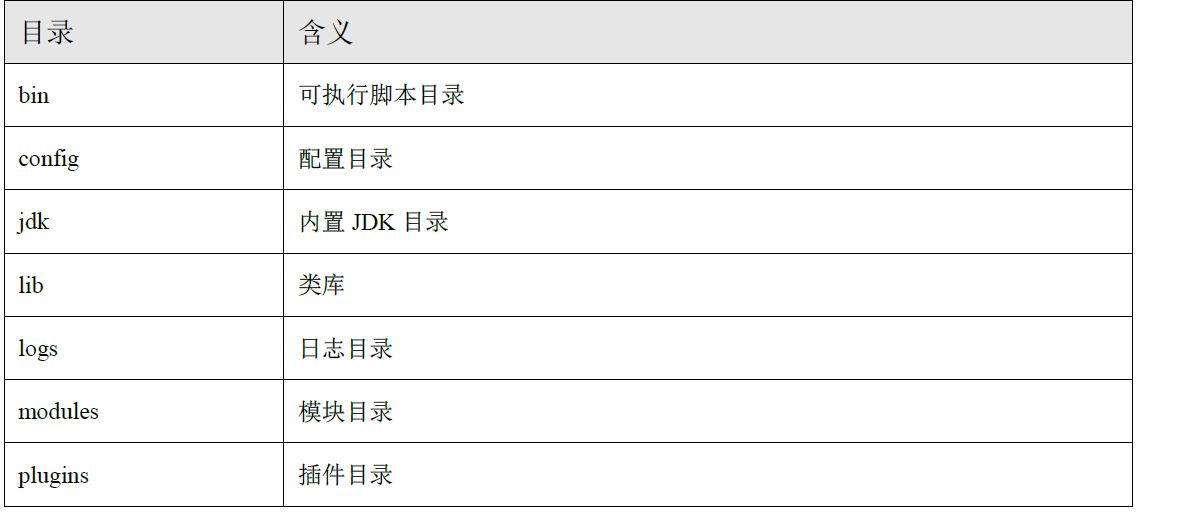 目录 含义
bin 可执行脚本目录
config 配置目录
jdk 内置 JDK 目录
lib 类库
logs 日志目录
modules 模块目录
plugins 插件目录